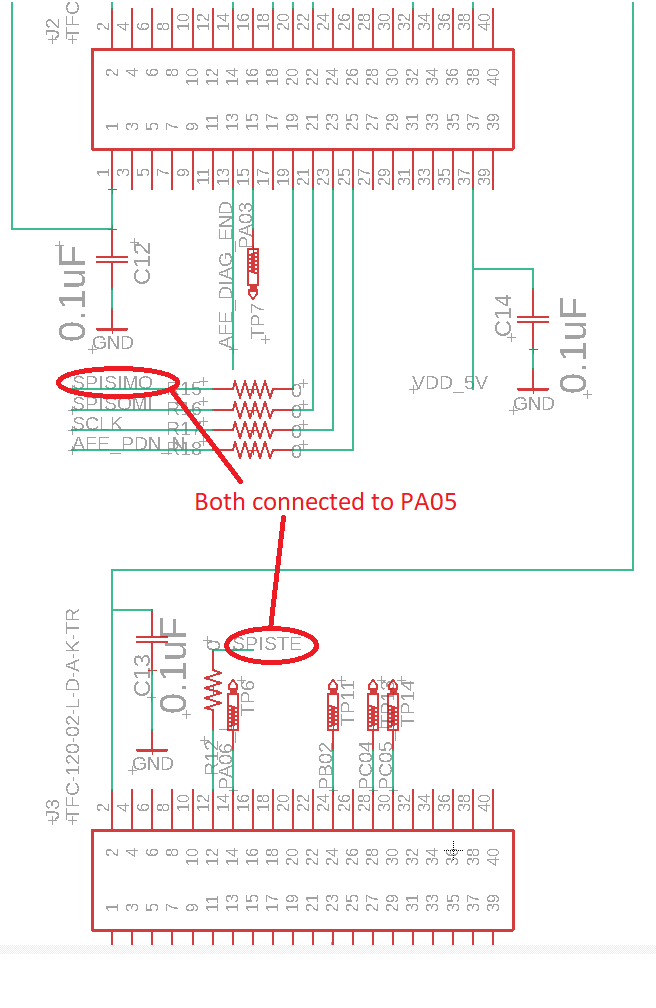 J2
TFC
2 4 6 8 10 12 14 16 18 20 22 24 26 28 30 32 34 36 38 40
2 4 6 8 10 12 14 16 18 20 22 24 26 28 30 32 34 36 38 40
1 3 5 7 9 11 13 15 17 19 21 23 25 27 29 31 33 35 37 39
1 3 5 7 9 11 13 15 17 19 21 23 25 27 29 31 33 35 37 39
0.1uF
C12
GND
AFE_DIAG_END
PA03
TP7
C14
0.1uF
VDD_5V
GND
SPISIMO R15 0
SPISOMI R16 0
SCLK 0
AFE_PDN_N R18 0
Both connected to PA05
TFC-120-02-L-D-A-K-TR
J3
C13
0.1uF
GND
0 SPISTE
TP6
TP11
TP14
PA06
PB02
PC04
PC05
2 4 6 8 10 12 14 16 18 20 22 24 26 28 30 32 34 36 38 40
2 4 6 8 10 12 14 16 18 20 22 24 26 28 30 32 34 36 38 40
1 3 5 7 9 11 13 15 17 19 21 23 25 27 29 31 33 35 37 39